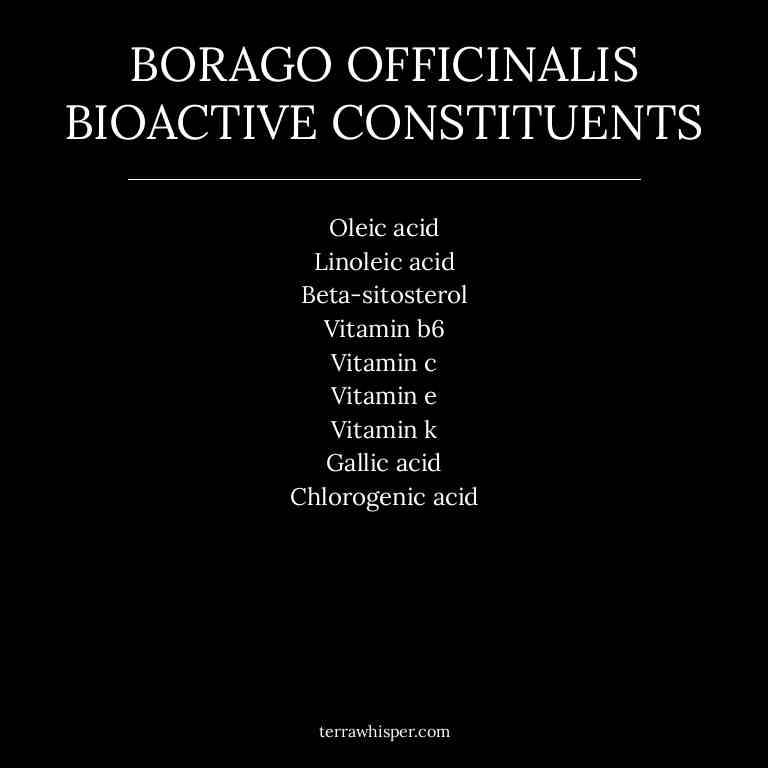 BORAGO OFFICINALIS
BIOACTIVE CONSTITUENTS
Oleic acid
Linoleic acid
Beta-sitosterol
Vitamin b6
Vitamin c
Vitamin e
Vitamin k
Gallic acid
Chlorogenic acid
terrawhisper.com